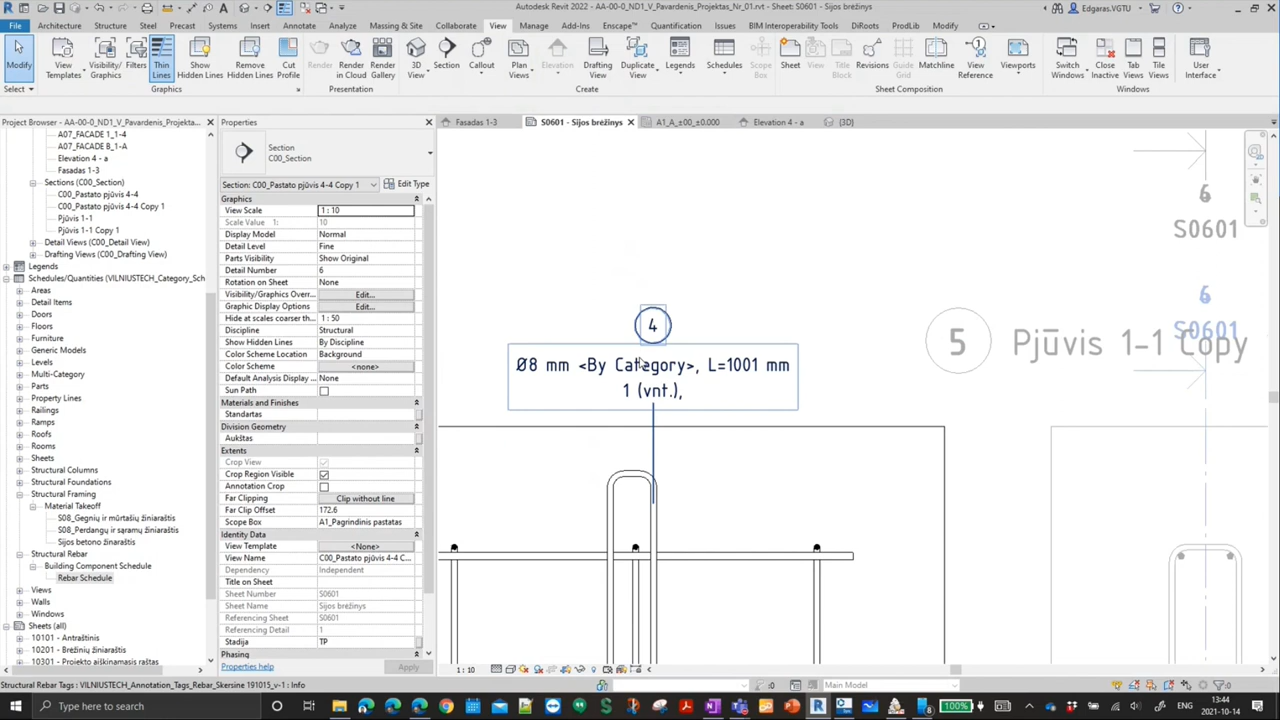 Autodesk Revit 2022 - AA-00-0_ND1_V_Pavardenis_Projektas_Nr_01.rvt - Sheet: S0601 - Sijos brėžinys
Edgaras.VGTU
File Architecture Structure Steel Precast Systems Insert Annotate Analyze Massing & Site Collaborate View Manage Add-Ins Enscape™ Quantification Issues BIM Interoperability Tools DiRoots ProdLib Modify
Modify View Templates Visibility/ Graphics Filters Thin Lines Show Hidden Lines Remove Hidden Lines Cut Profile Render Render in Cloud Render Gallery 3D View Section Callout Plan Views Elevation Drafting View Duplicate View Legends Schedules Scope Box Sheet View Title Block Revisions Guide Grid Matchline View Reference Viewports Switch Windows Close Inactive Tab Views Tile Views User Interface
Select Graphics Presentation Create Sheet Composition Windows
Project Browser - AA-00-0_ND1_V_Pavardenis_Projektas_...
A07_FACADE 1_1-4
A07_FACADE B_1-A
Elevation 4 - a
Fasadas 1-3
Sections (C00_Section)
C00_Pastato pjūvis 4-4
C00_Pastato pjūvis 4-4 Copy 1
Pjūvis 1-1
Pjūvis 1-1 Copy 1
Detail Views (C00_Detail View)
Drafting Views (C00_Drafting View)
Legends
Schedules/Quantities (VILNIUSTECH_Category_Sch
Areas
Detail Items
Doors
Floors
Furniture
Generic Models
Levels
Multi-Category
Parts
Property Lines
Railings
Ramps
Roofs
Rooms
Sheets
Structural Columns
Structural Foundations
Structural Framing
Material Takeoff
S08_Gegnių ir mūrtašių žiniaraštis
S08_Perdangų ir sąramų žiniaraštis
Sijos betono žinaraštis
Structural Rebar
Building Component Schedule
Rebar Schedule
Views
Walls
Windows
Sheets (all)
10101 - Antraštinis
10201 - Brėžinių žiniaraštis
10301 - Projekto aiškinamasis raštas
Properties
Section
C00_Section
Section: C00_Pastato pjūvis 4-4 Copy 1
Edit Type
Graphics
View Scale 1 : 10
Scale Value 1: 10
Display Model Normal
Detail Level Fine
Parts Visibility Show Original
Detail Number 6
Rotation on Sheet None
Visibility/Graphics Over... Edit...
Graphic Display Options Edit...
Hide at scales coarser th... 1 : 50
Discipline Structural
Show Hidden Lines By Discipline
Color Scheme Location Background
Color Scheme <none>
Default Analysis Display ... None
Sun Path
Materials and Finishes
Standartas
Division Geometry
Aukštas
Extents
Crop View
Crop Region Visible
Annotation Crop
Far Clipping Clip without line
Far Clip Offset 172.6
Scope Box A1_Pagrindinis pastatas
Identity Data
View Template <None>
View Name C00_Pastato pjūvis 4-4 C...
Dependency Independent
Title on Sheet
Sheet Number S0601
Sheet Name Sijos brėžinys
Referencing Sheet S0601
Referencing Detail 1
Stadija TP
Phasing
Properties help Apply
S0601 - Sijos brėžinys A1_A_±00_±0.000 Elevation 4 - a {3D}
6
S0601
4
Ø8 mm <By Category>, L=1001 mm
1 (vnt.),
6
S0601
5 Pjūvis 1-1 Copy
1 : 10
Structural Rebar Tags : VILNIUSTECH_Annotation_Tags_Rebar_Skersine 191015_v-1 : Info
:0 Main Model :0
Type here to search
100%
13:44
2021-10-14